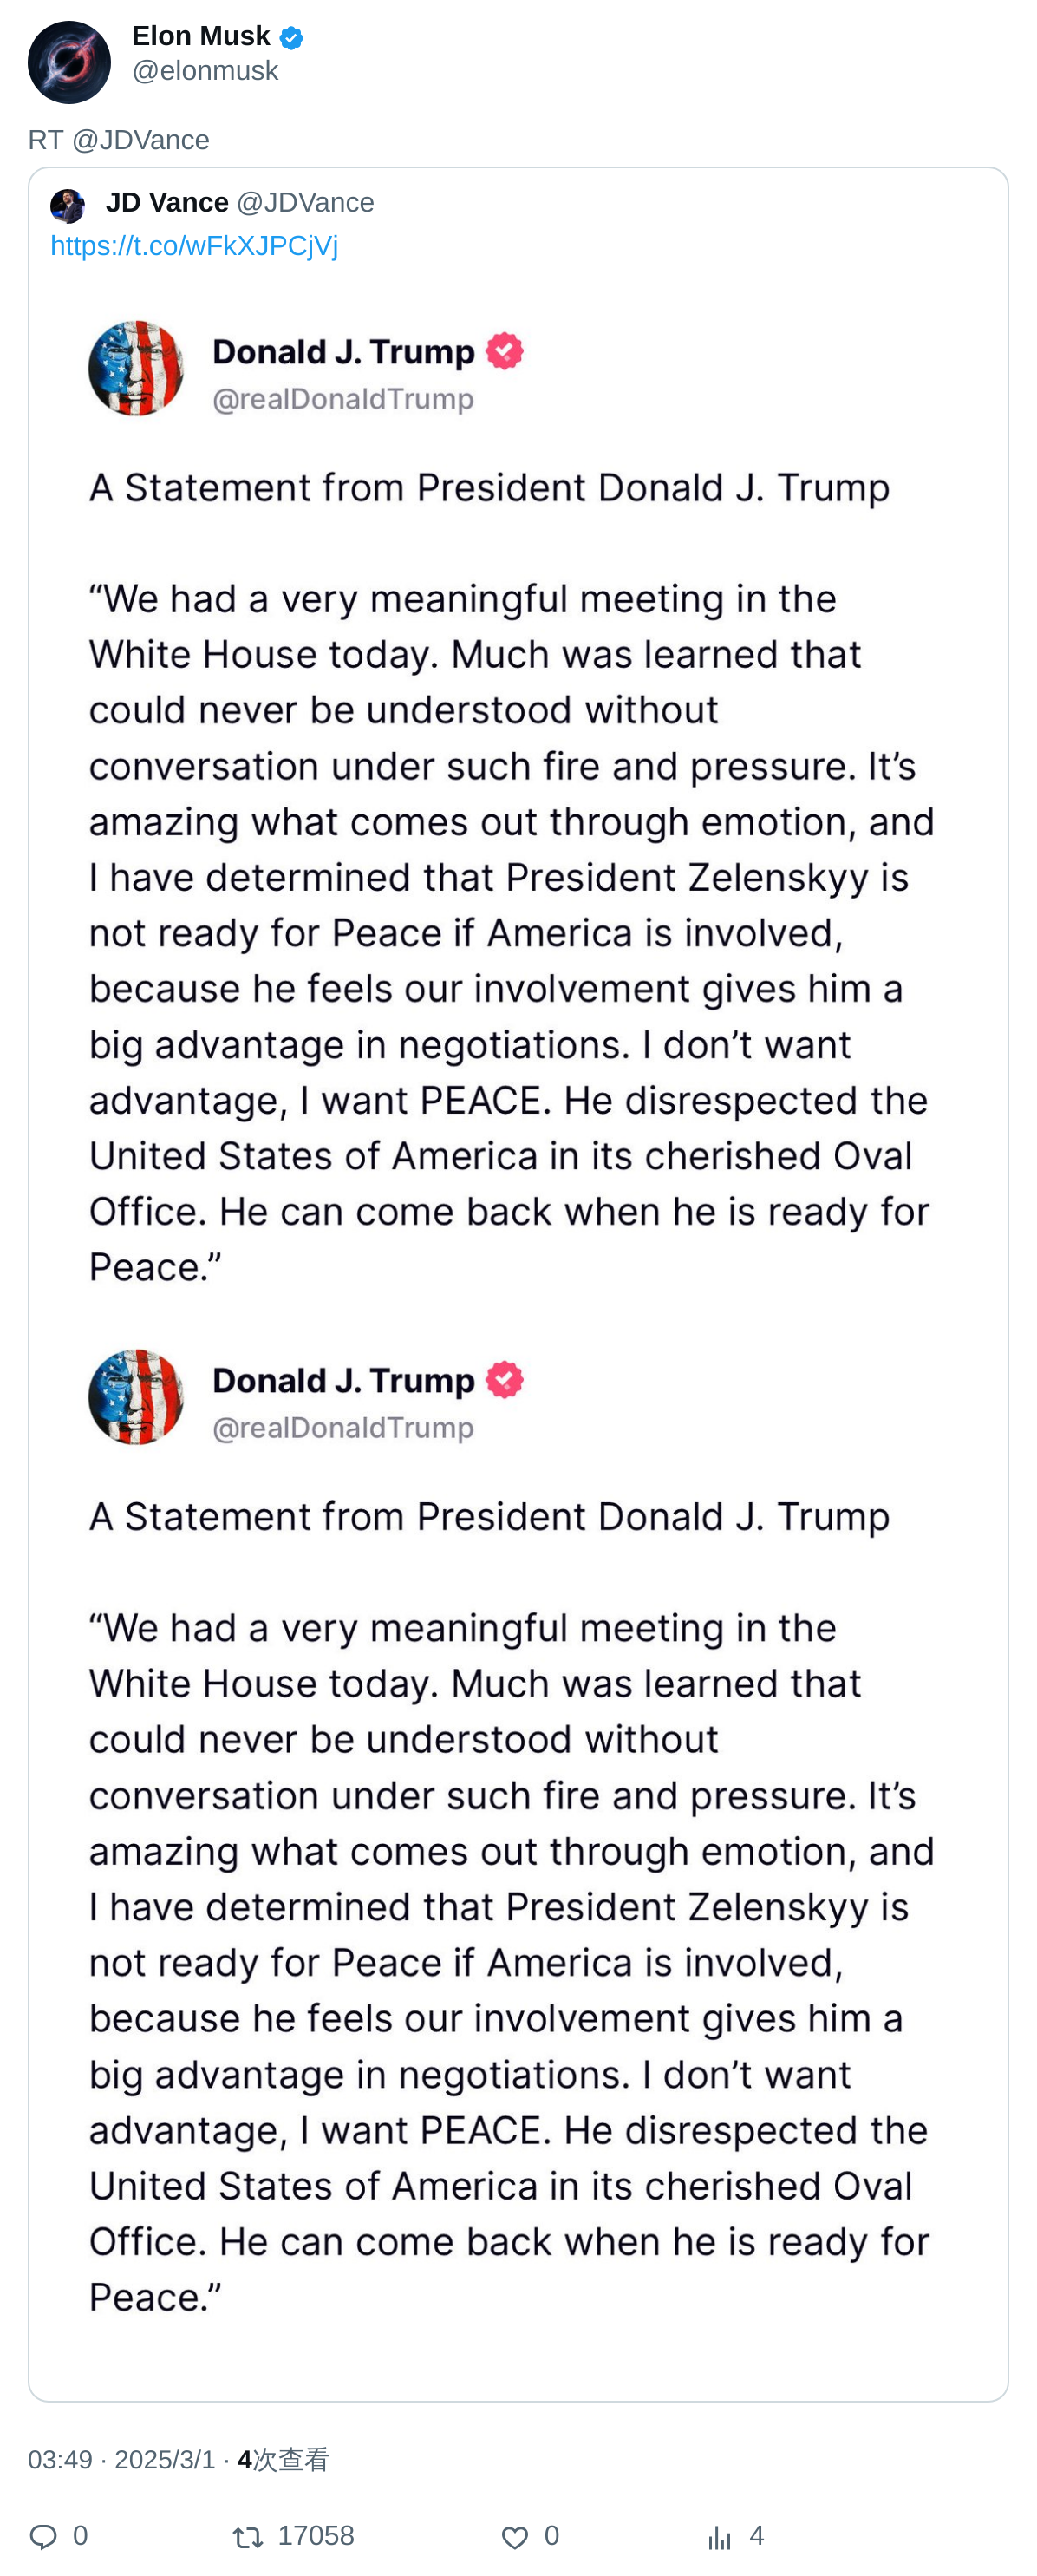 Elon Musk
@elonmusk
RT @JDVance
JD Vance @JDVance
https://t.co/wFkXJPCjVj
Donald J. Trump
@realDonaldTrump
A Statement from President Donald J. Trump
“We had a very meaningful meeting in the
White House today. Much was learned that
could never be understood without
conversation under such fire and pressure. It’s
amazing what comes out through emotion, and
I have determined that President Zelenskyy is
not ready for Peace if America is involved,
because he feels our involvement gives him a
big advantage in negotiations. I don’t want
advantage, I want PEACE. He disrespected the
United States of America in its cherished Oval
Office. He can come back when he is ready for
Peace.”
Donald J. Trump
@realDonaldTrump
A Statement from President Donald J. Trump
“We had a very meaningful meeting in the
White House today. Much was learned that
could never be understood without
conversation under such fire and pressure. It’s
amazing what comes out through emotion, and
I have determined that President Zelenskyy is
not ready for Peace if America is involved,
because he feels our involvement gives him a
big advantage in negotiations. I don’t want
advantage, I want PEACE. He disrespected the
United States of America in its cherished Oval
Office. He can come back when he is ready for
Peace.”
03:49 · 2025/3/1 · 4次查看
0 17058 0 4